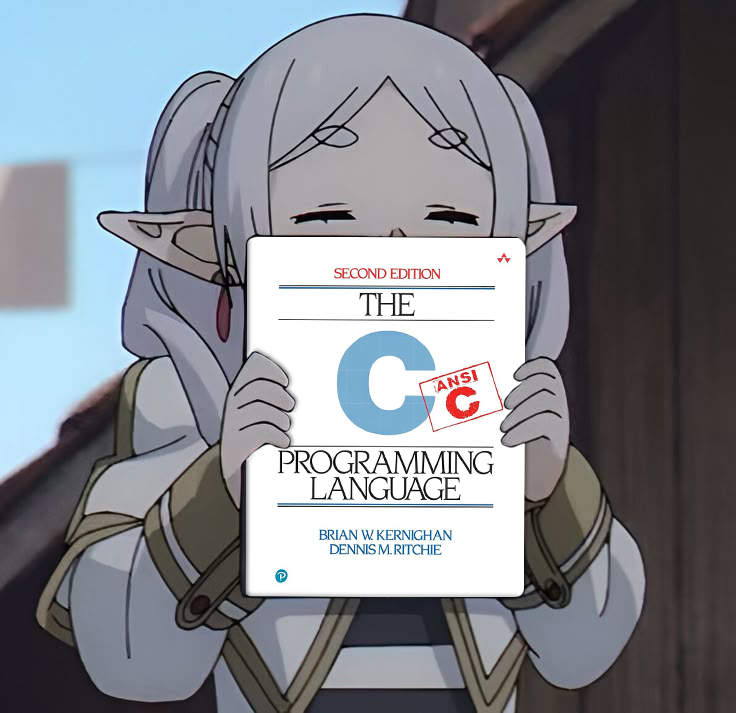 SECOND EDITION
THE
C
ANSI
C
PROGRAMMING
LANGUAGE
BRIAN W. KERNIGHAN
DENNIS M. RITCHIE
P